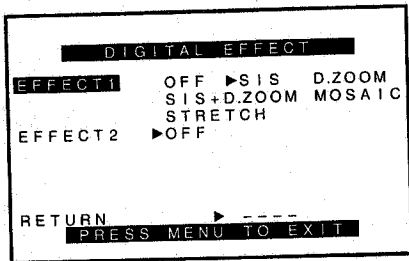 DIGITAL EFFECT
EFFECT1 OFF ▶SIS D.ZOOM
SIS+D.ZOOM MOSAIC
STRETCH
EFFECT2 ▶OFF
RETURN ▶ ----
PRESS MENU TO EXIT